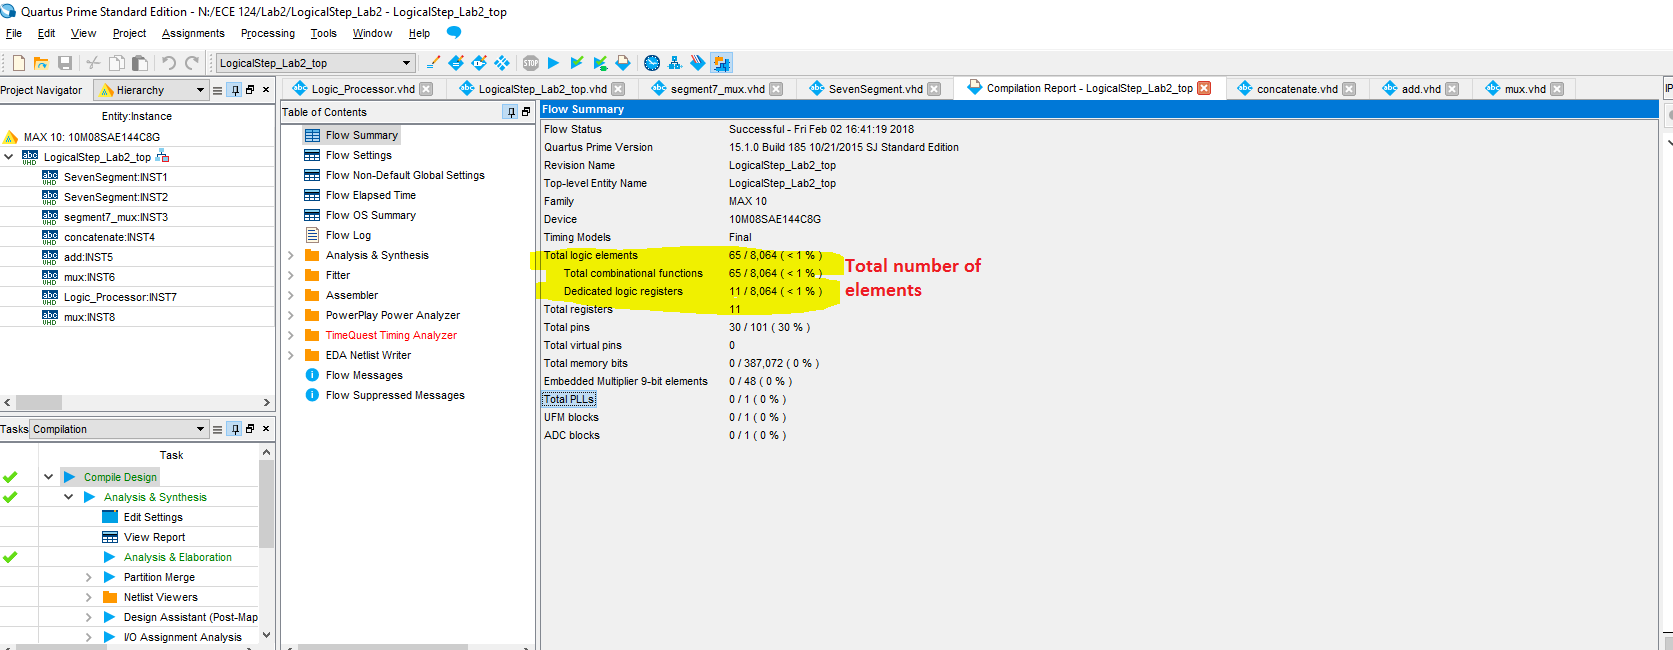 Quartus Prime Standard Edition - N:/ECE 124/Lab2/LogicalStep_Lab2 - LogicalStep_Lab2_top
File Edit View Project Assignments Processing Tools Window Help
LogicalStep_Lab2_top
STOP
Project Navigator Hierarchy
Entity:Instance
MAX 10: 10M08SAE144C8G
LogicalStep_Lab2_top
SevenSegment:INST1
SevenSegment:INST2
segment7_mux:INST3
concatenate:INST4
add:INST5
mux:INST6
Logic_Processor:INST7
mux:INST8
Tasks Compilation
Task
Compile Design
Analysis & Synthesis
Edit Settings
View Report
Analysis & Elaboration
Partition Merge
Netlist Viewers
Design Assistant (Post-Map
I/O Assignment Analysis
Logic_Processor.vhd LogicalStep_Lab2_top.vhd segment7_mux.vhd SevenSegment.vhd Compilation Report - LogicalStep_Lab2_top concatenate.vhd add.vhd mux.vhd
Table of Contents
Flow Summary
Flow Settings
Flow Non-Default Global Settings
Flow Elapsed Time
Flow OS Summary
Flow Log
Analysis & Synthesis
Fitter
Assembler
PowerPlay Power Analyzer
TimeQuest Timing Analyzer
EDA Netlist Writer
Flow Messages
Flow Suppressed Messages
Flow Summary
Flow Status Successful - Fri Feb 02 16:41:19 2018
Quartus Prime Version 15.1.0 Build 185 10/21/2015 SJ Standard Edition
Revision Name LogicalStep_Lab2_top
Top-level Entity Name LogicalStep_Lab2_top
Family MAX 10
Device 10M08SAE144C8G
Timing Models Final
Total logic elements 65 / 8,064 ( < 1 % )
Total combinational functions 65 / 8,064 ( < 1 % )
Dedicated logic registers 11 / 8,064 ( < 1 % )
Total registers 11
Total pins 30 / 101 ( 30 % )
Total virtual pins 0
Total memory bits 0 / 387,072 ( 0 % )
Embedded Multiplier 9-bit elements 0 / 48 ( 0 % )
Total PLLs 0 / 1 ( 0 % )
UFM blocks 0 / 1 ( 0 % )
ADC blocks 0 / 1 ( 0 % )
Total number of
elements
IP